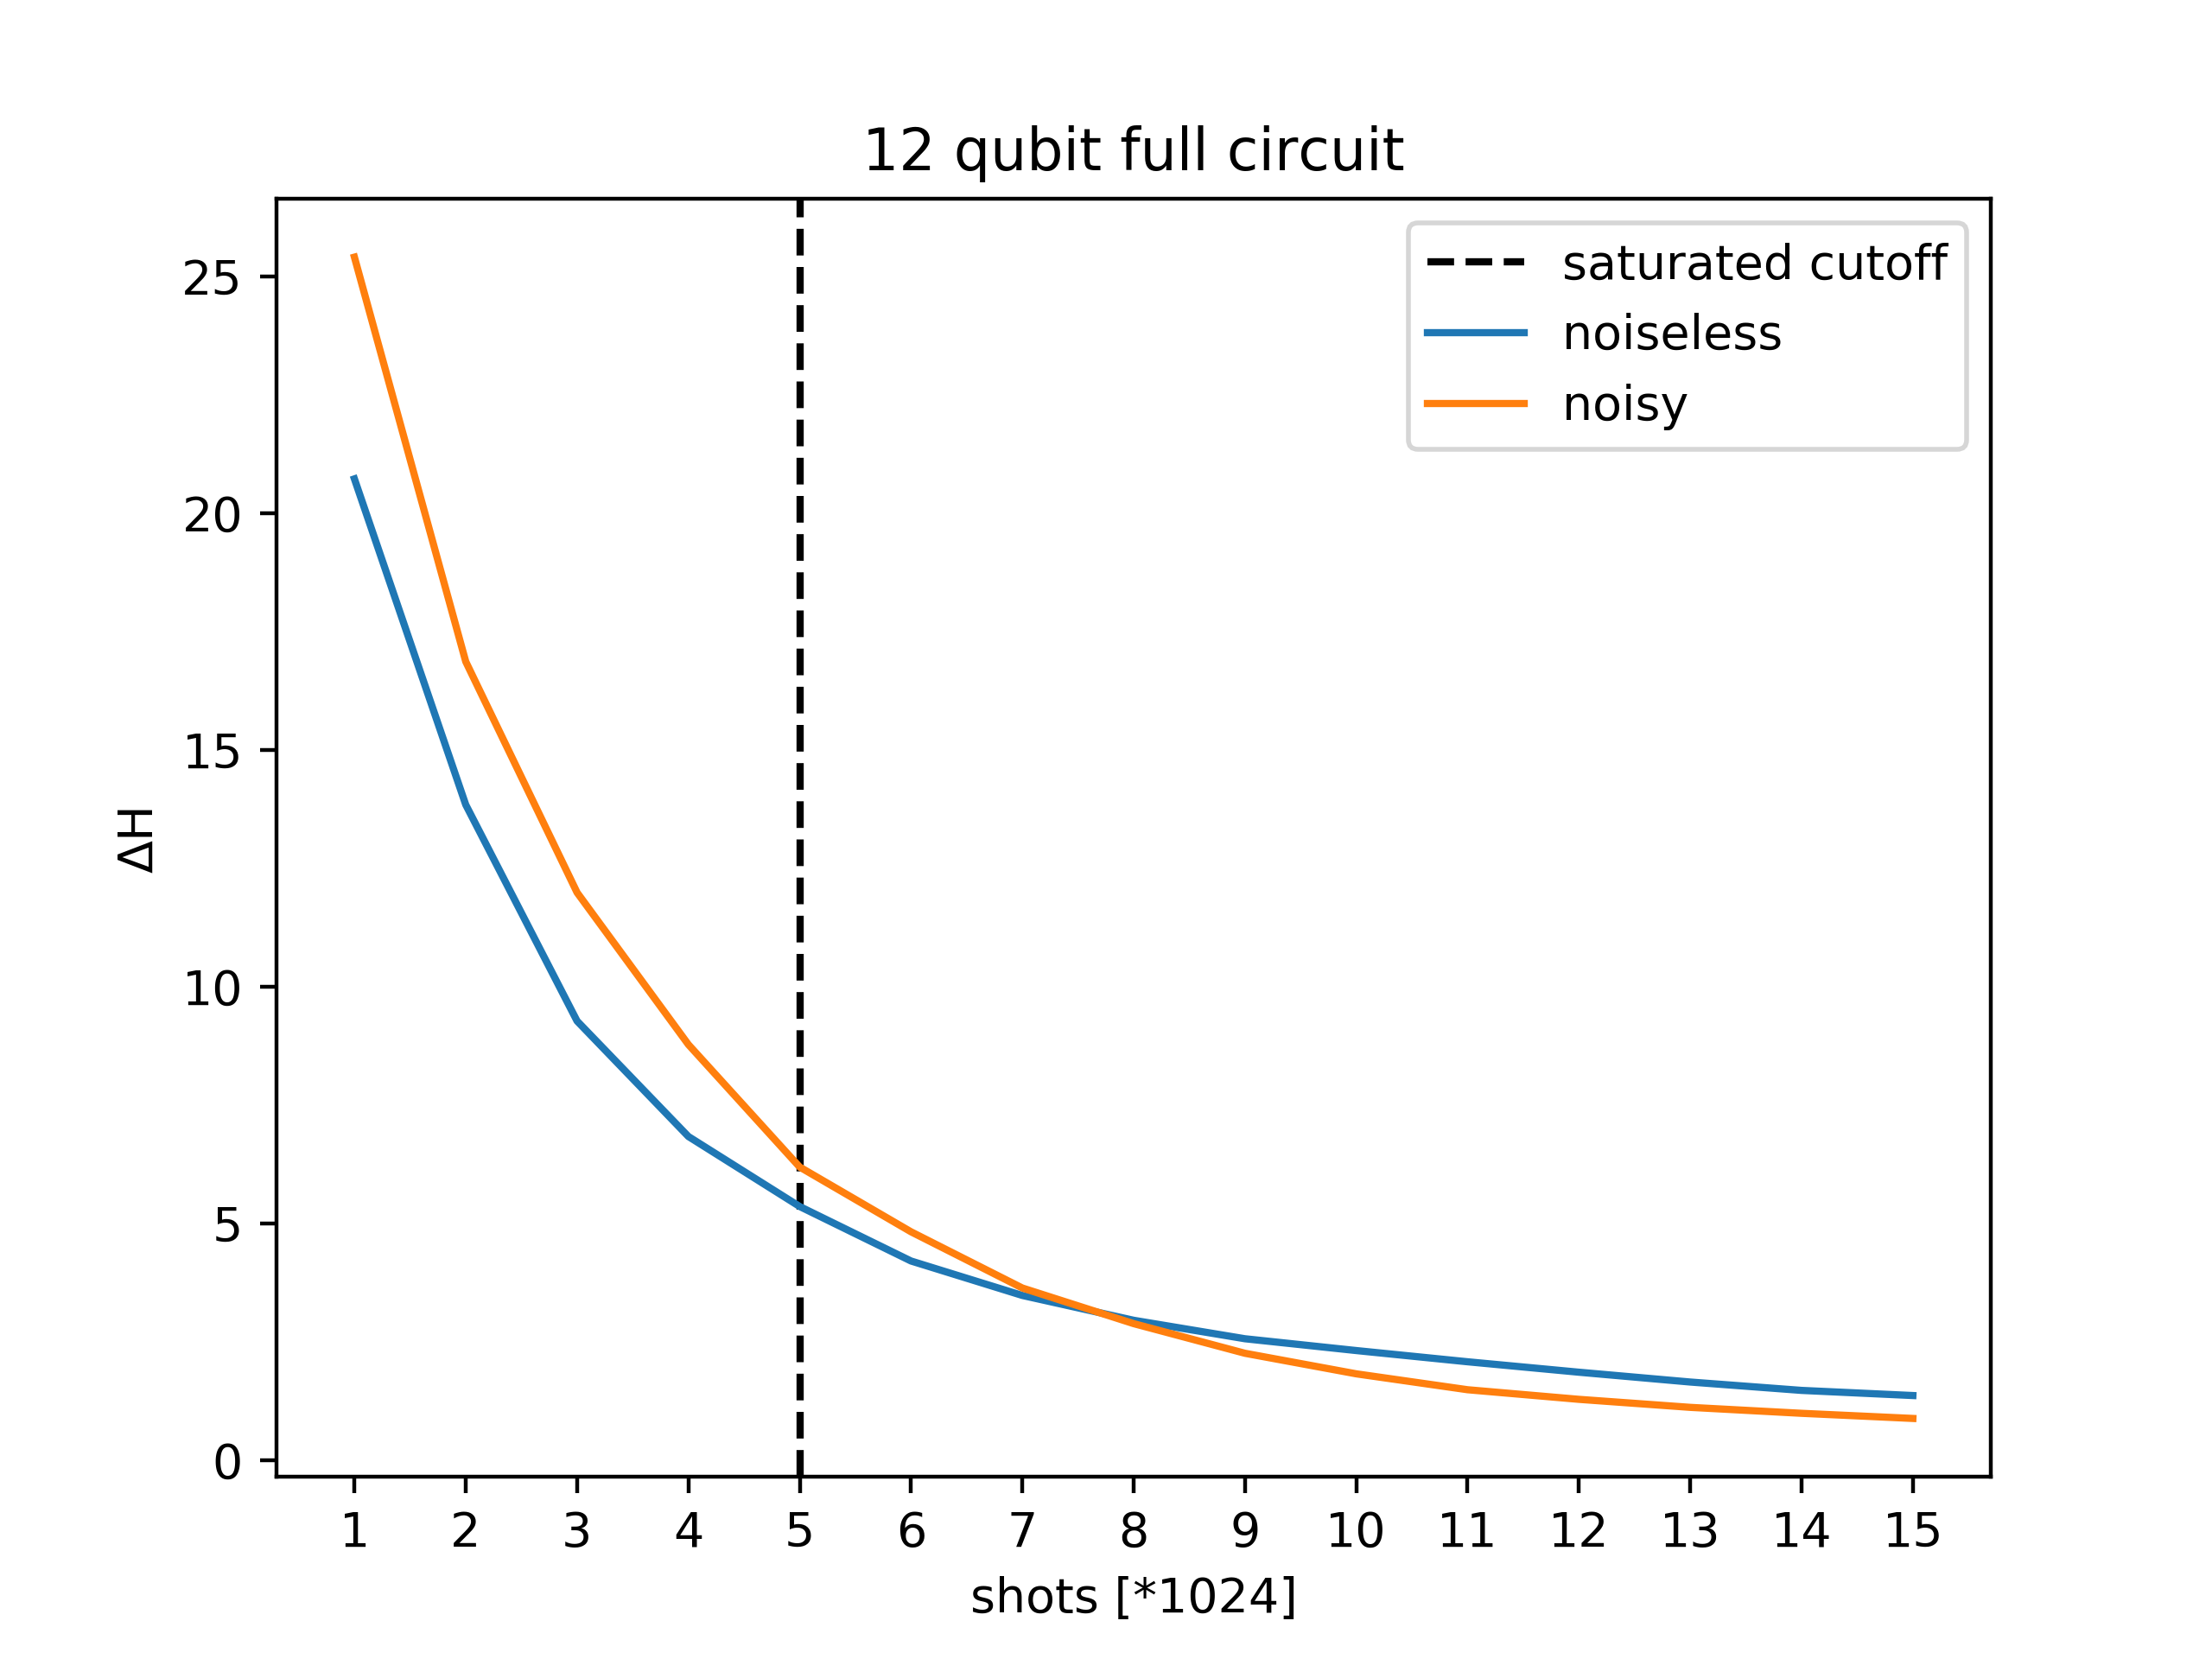 12 qubit full circuit
saturated cutoff
noiseless
noisy
25
20
15
10
5
0
ΔH
1 2 3 4 5 6 7 8 9 10 11 12 13 14 15
shots [*1024]